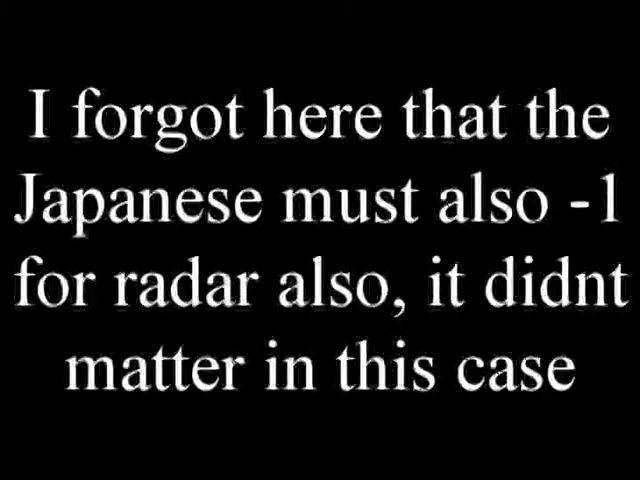 I forgot here that the
Japanese must also -1
for radar also, it didnt
matter in this case